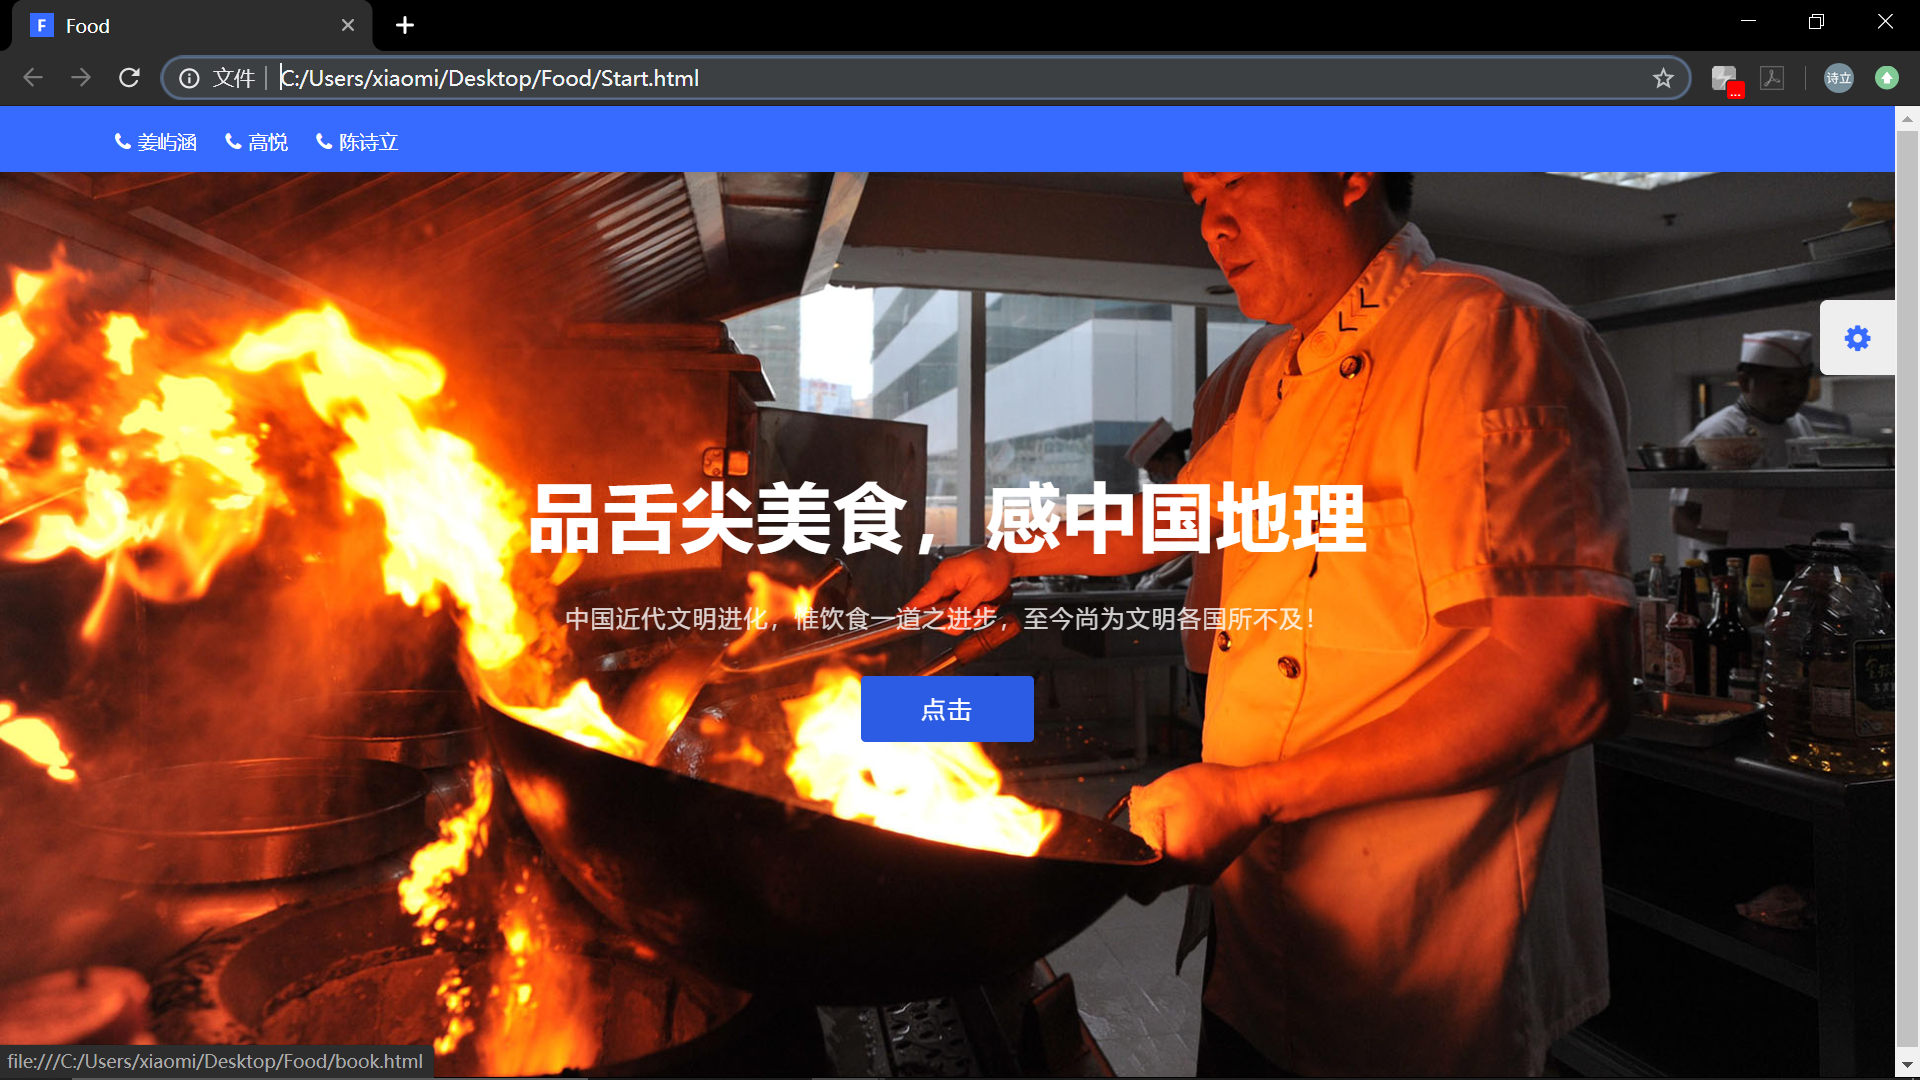 F Food
文件 C:/Users/xiaomi/Desktop/Food/Start.html
...
诗立
姜屿涵 高悦 陈诗立
品舌尖美食，感中国地理
中国近代文明进化，惟饮食一道之进步，至今尚为文明各国所不及！
点击
file:///C:/Users/xiaomi/Desktop/Food/book.html